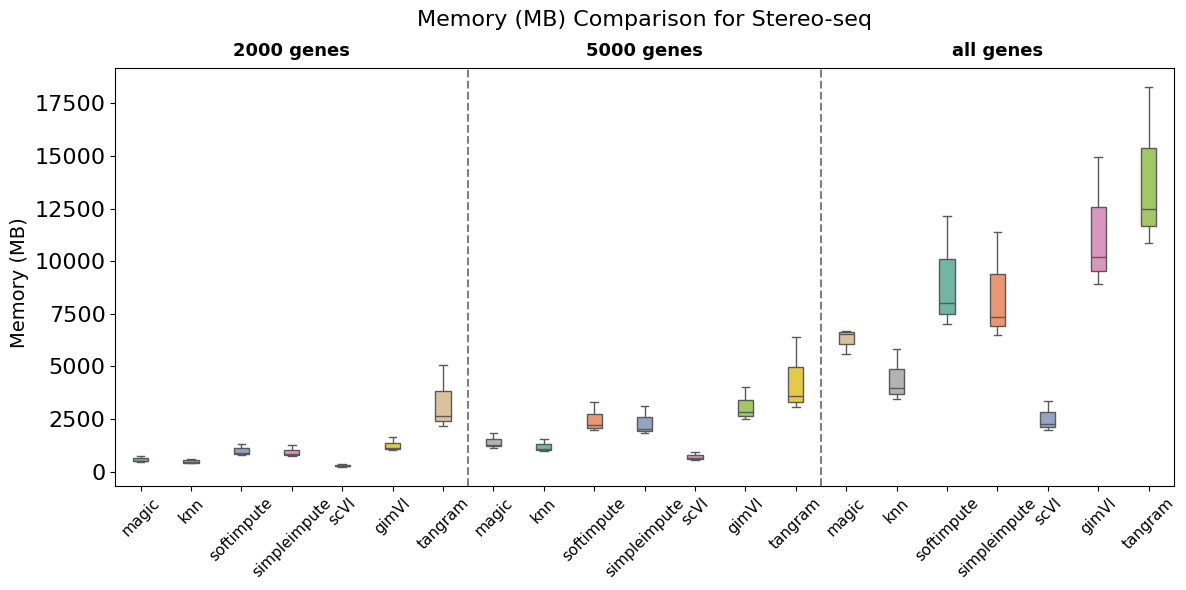 Memory (MB) Comparison for Stereo-seq
2000 genes 5000 genes all genes
Memory (MB)
17500
15000
12500
10000
7500
5000
2500
0
magic knn softimpute simpleimpute scVI gimVI tangram magic knn softimpute simpleimpute scVI gimVI tangram magic knn softimpute simpleimpute scVI gimVI tangram